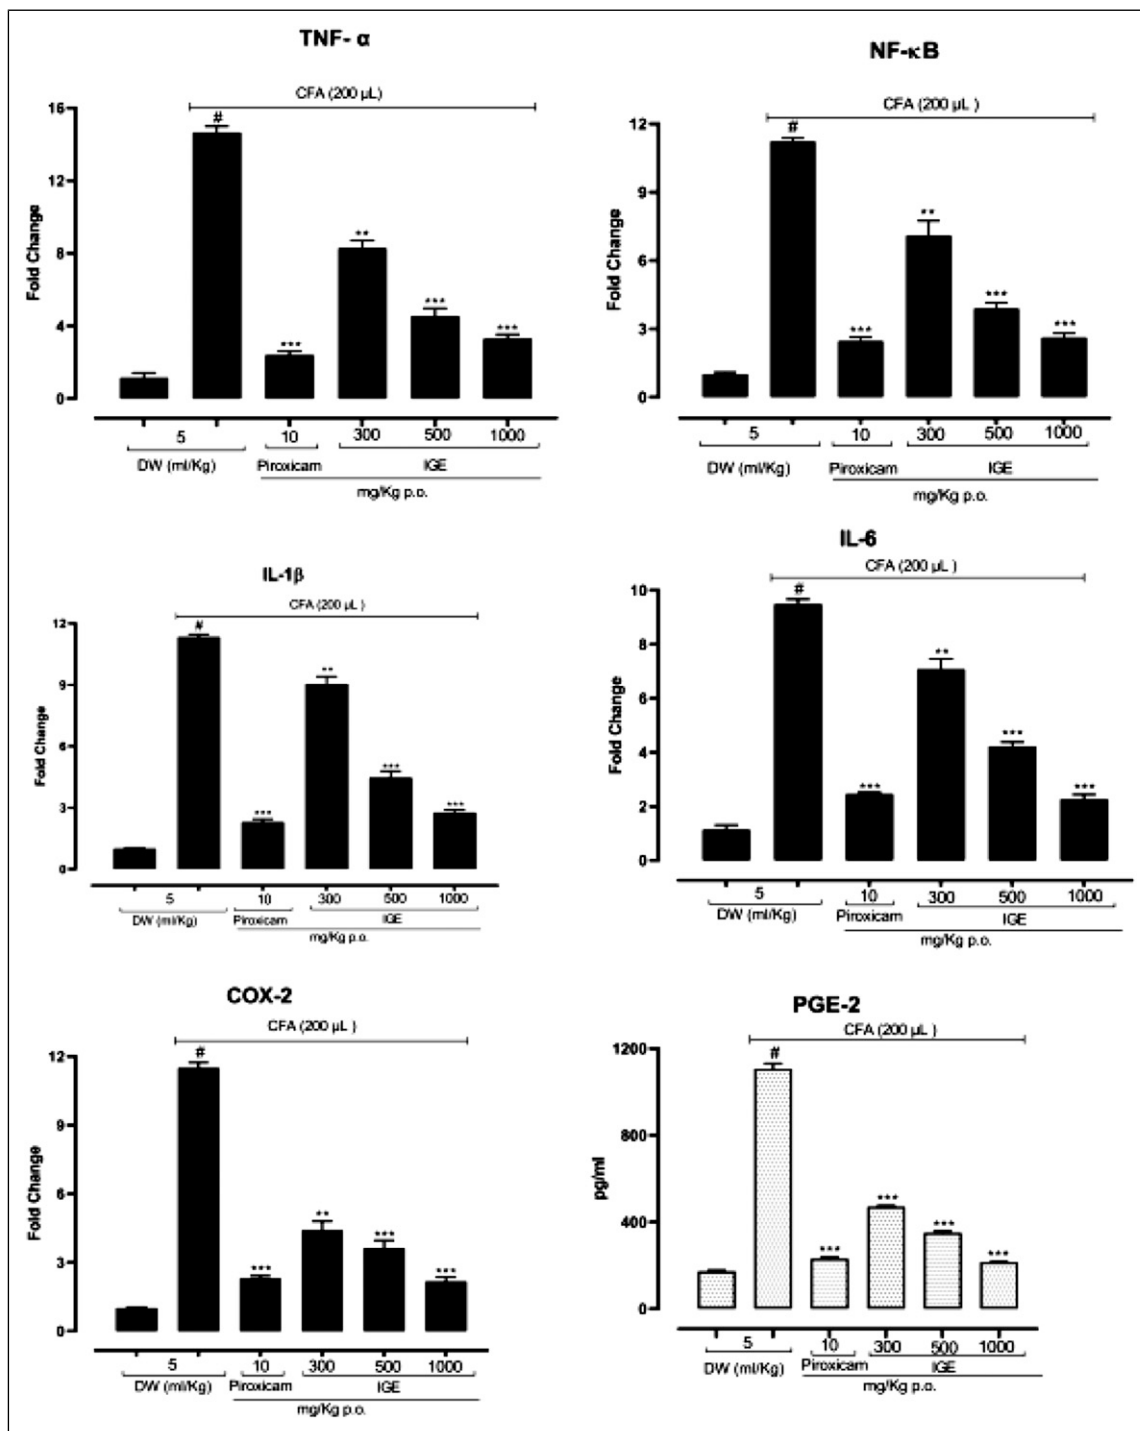 TNF- α
CFA (200 µL)
#
**
***
***
***
16
12
8
4
0
Fold Change
5
10
300
500
1000
DW (ml/Kg)
Piroxicam
IGE
mg/Kg p.o.
NF-κB
CFA (200 µL )
#
**
***
***
***
12
9
6
3
0
Fold Change
5
10
300
500
1000
DW (ml/Kg)
Piroxicam
IGE
mg/Kg p.o.
IL-1β
CFA (200 µL )
#
**
***
***
***
12
9
6
3
0
Fold Change
5
10
300
500
1000
DW (ml/Kg)
Piroxicam
IGE
mg/Kg p.o.
IL-6
CFA (200 µL )
#
**
***
***
***
10
8
6
4
2
0
Fold Change
5
10
300
500
1000
DW (ml/Kg)
Piroxicam
IGE
mg/Kg p.o.
COX-2
CFA (200 µL )
#
**
***
***
***
12
9
6
3
0
Fold Change
5
10
300
500
1000
DW (ml/Kg)
Piroxicam
IGE
mg/Kg p.o.
PGE-2
CFA (200 µL )
#
***
***
***
***
1200
800
400
0
pg/ml
5
10
300
500
1000
DW (ml/Kg)
Piroxicam
IGE
mg/Kg p.o.